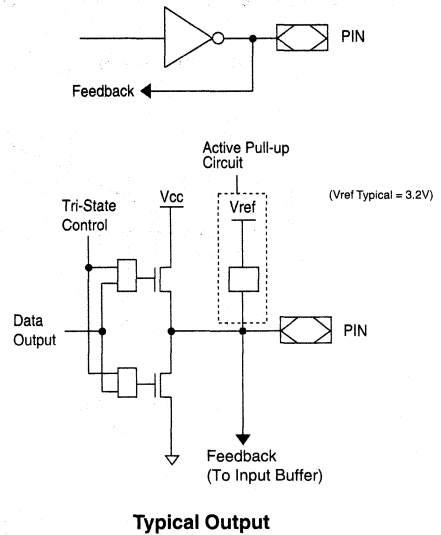 PIN
Feedback
Active Pull-up
Circuit
(Vref Typical = 3.2V)
Tri-State
Control
Vcc
Vref
Data
Output
PIN
Feedback
(To Input Buffer)
Typical Output